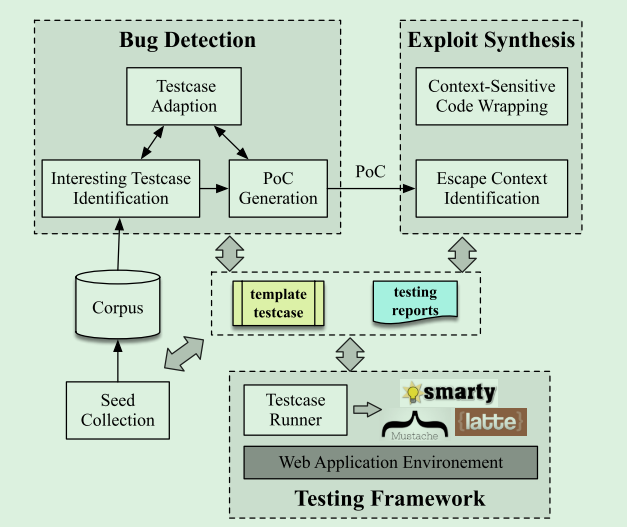 Bug Detection
Exploit Synthesis
Testcase
Adaption
Context-Sensitive
Code Wrapping
Interesting Testcase
Identification
PoC
Generation
PoC
Escape Context
Identification
template
testcase
testing
reports
Corpus
Seed
Collection
Testcase
Runner
smarty
Mustache
{latte}
Web Application Environement
Testing Framework